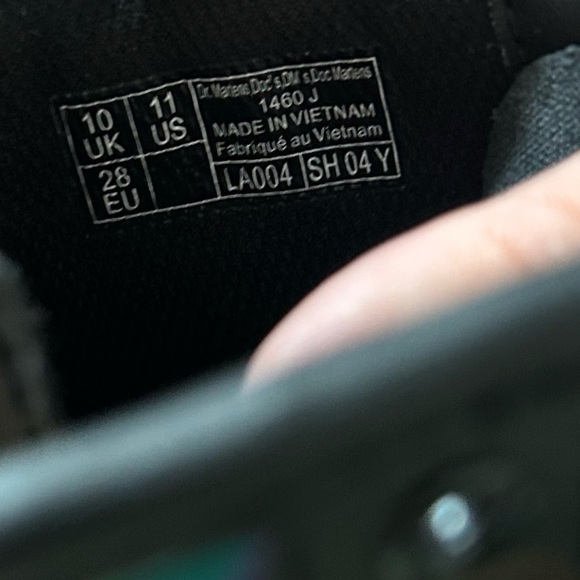 10 UK
11 US
28 EU
Dr.Martens,Doc's,DM's,Doc Martens
1460 J
MADE IN VIETNAM
Fabriqué au Vietnam
LA004
SH 04 Y